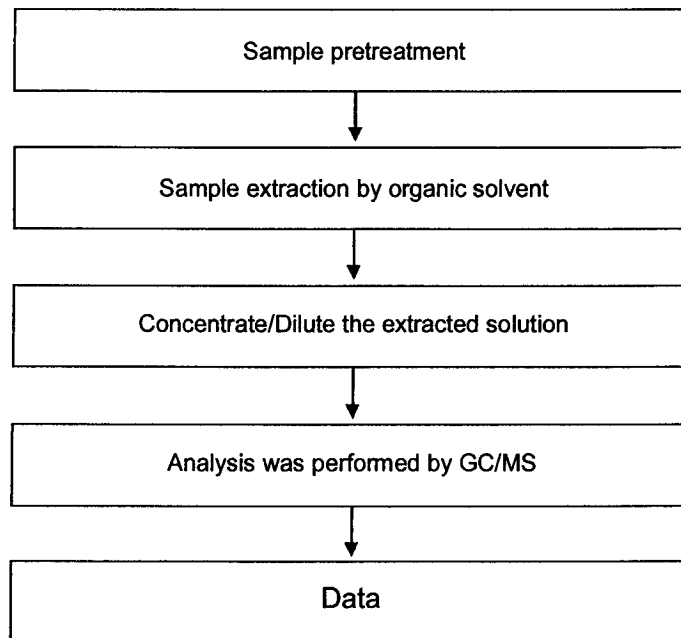 Sample pretreatment
Sample extraction by organic solvent
Concentrate/Dilute the extracted solution
Analysis was performed by GC/MS
Data